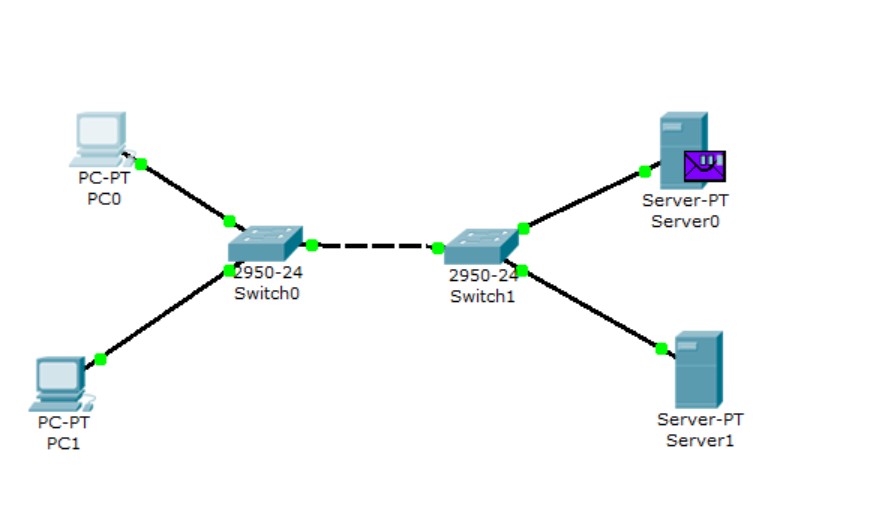 PC-PT
PC0
2950-24
Switch0
PC-PT
PC1
2950-24
Switch1
Server-PT
Server0
Server-PT
Server1